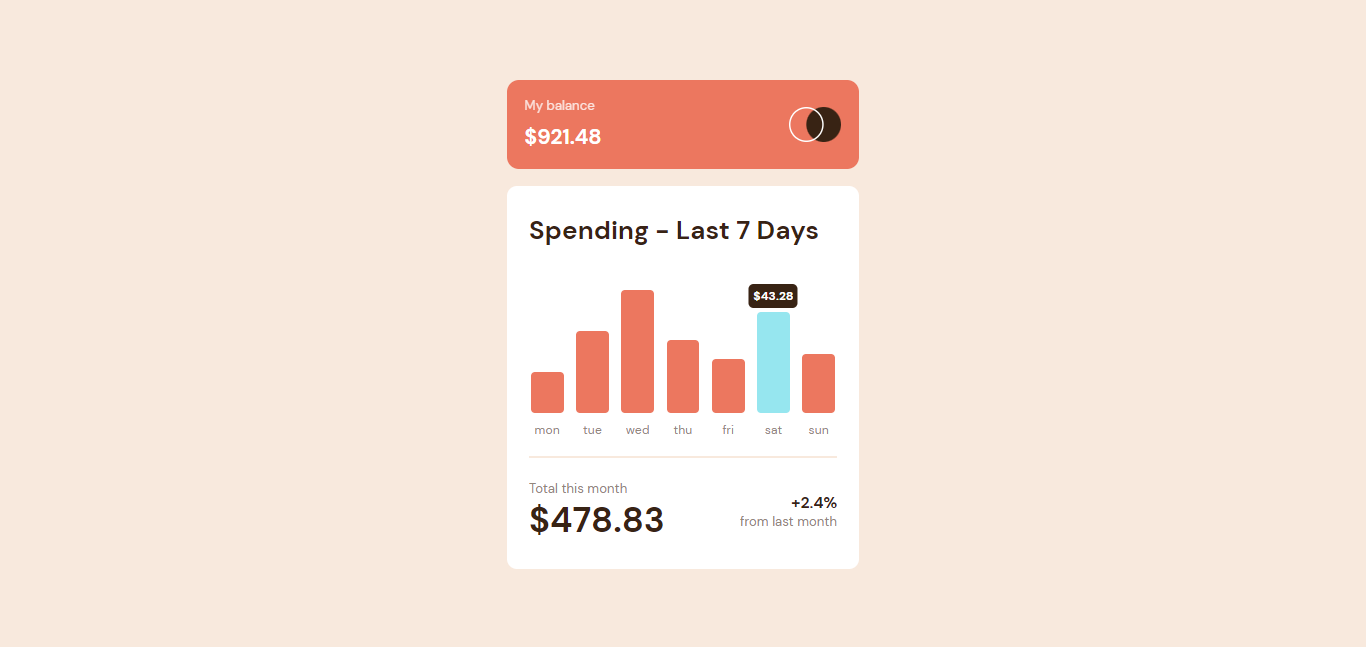 My balance
$921.48
Spending - Last 7 Days
$43.28
mon tue wed thu fri sat sun
Total this month
$478.83
+2.4%
from last month